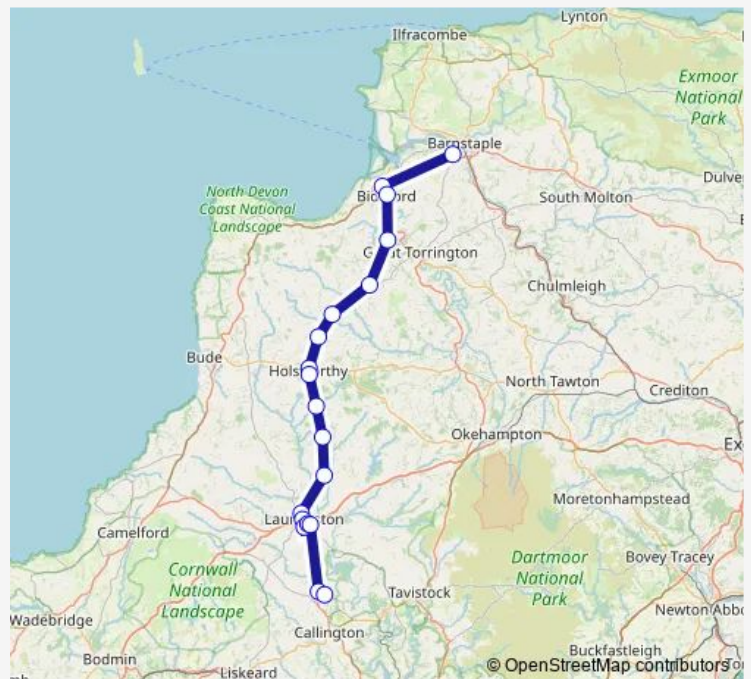 Lynton
Ilfracombe
Exmoor
National
Park
Barnstaple
Dulve
North Devon
Coast National
Landscape
South Molton
Great Torrington
Chulmleigh
Bude
North Tawton
Crediton
Okehampton
Ex
Moretonhampstead
Camelford
Cornwall
National
Landscape
Dartmoor
National
Park
Bovey Tracey
Tavistock
Wadebridge
Newton Abbo
Callington
Bodmin
Liskeard
Buckfastleigh
© OpenStreetMap contributors